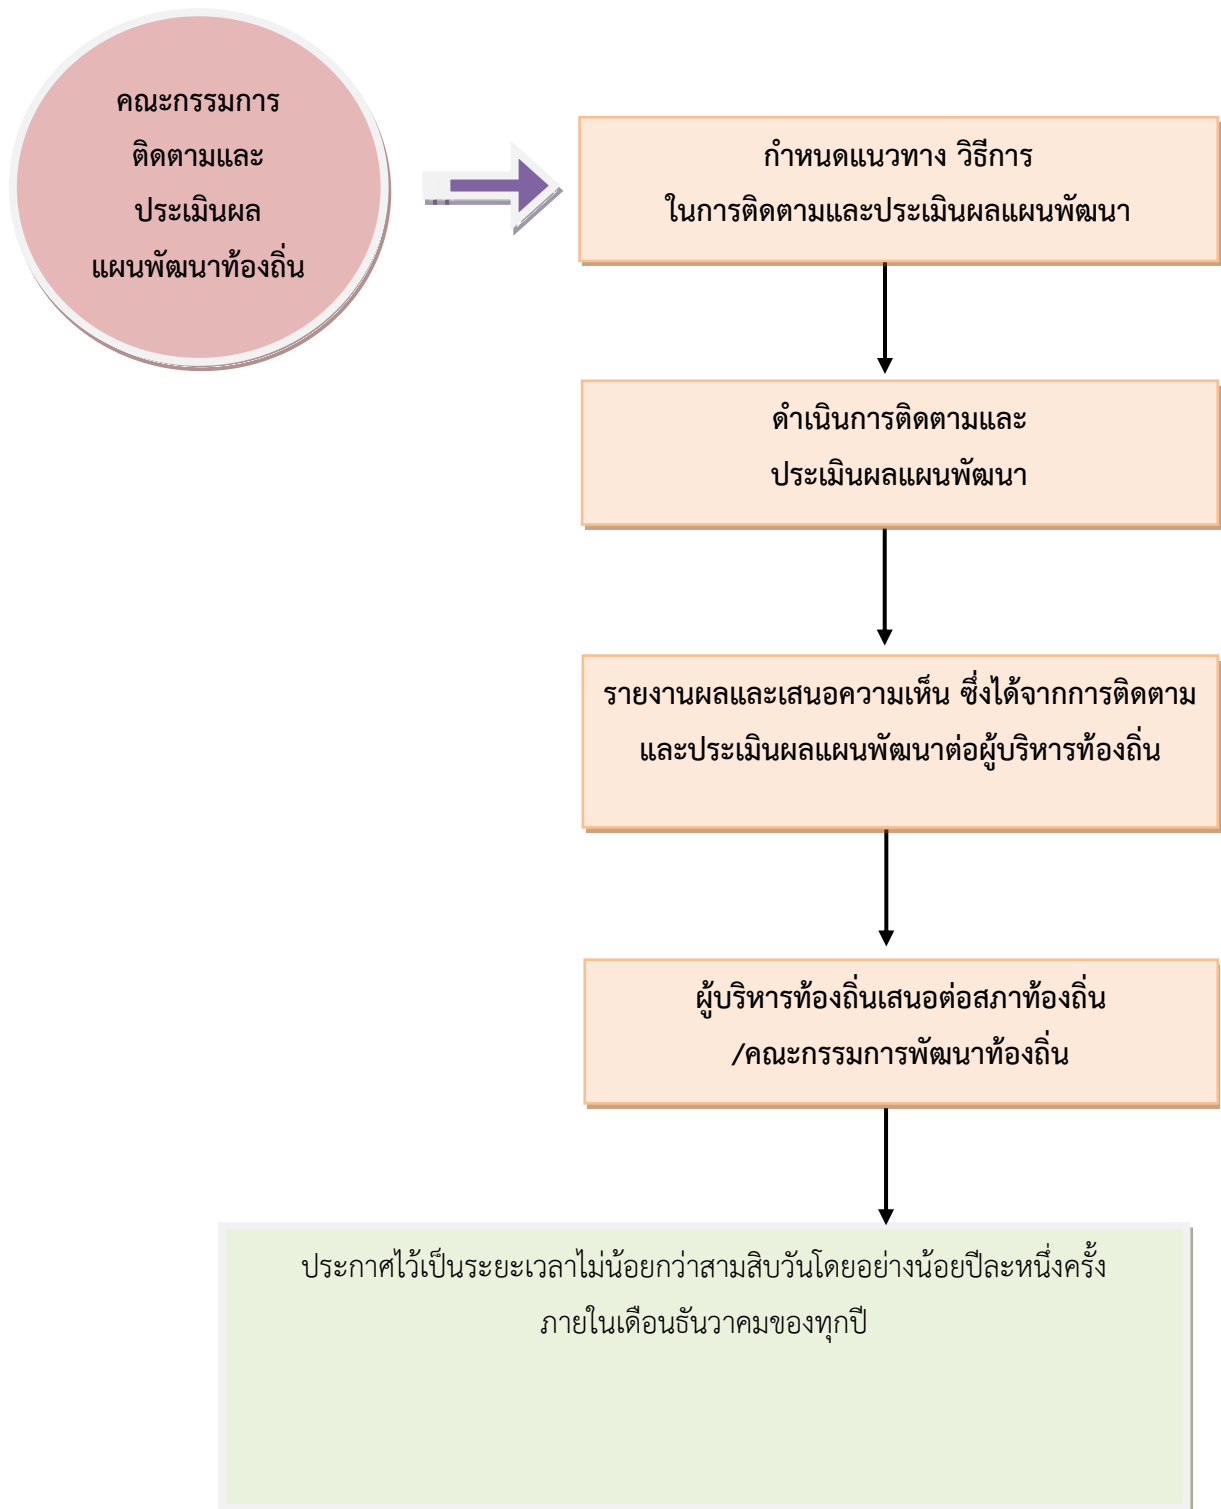 คณะกรรมการ
ติดตามและ
ประเมินผล
แผนพัฒนาท้องถิ่น
กำหนดแนวทาง วิธีการ
ในการติดตามและประเมินผลแผนพัฒนา
ดำเนินการติดตามและ
ประเมินผลแผนพัฒนา
รายงานผลและเสนอความเห็น ซึ่งได้จากการติดตาม
และประเมินผลแผนพัฒนาต่อผู้บริหารท้องถิ่น
ผู้บริหารท้องถิ่นเสนอต่อสภาท้องถิ่น
/คณะกรรมการพัฒนาท้องถิ่น
ประกาศไว้เป็นระยะเวลาไม่น้อยกว่าสามสิบวันโดยอย่างน้อยปีละหนึ่งครั้ง
ภายในเดือนธันวาคมของทุกปี